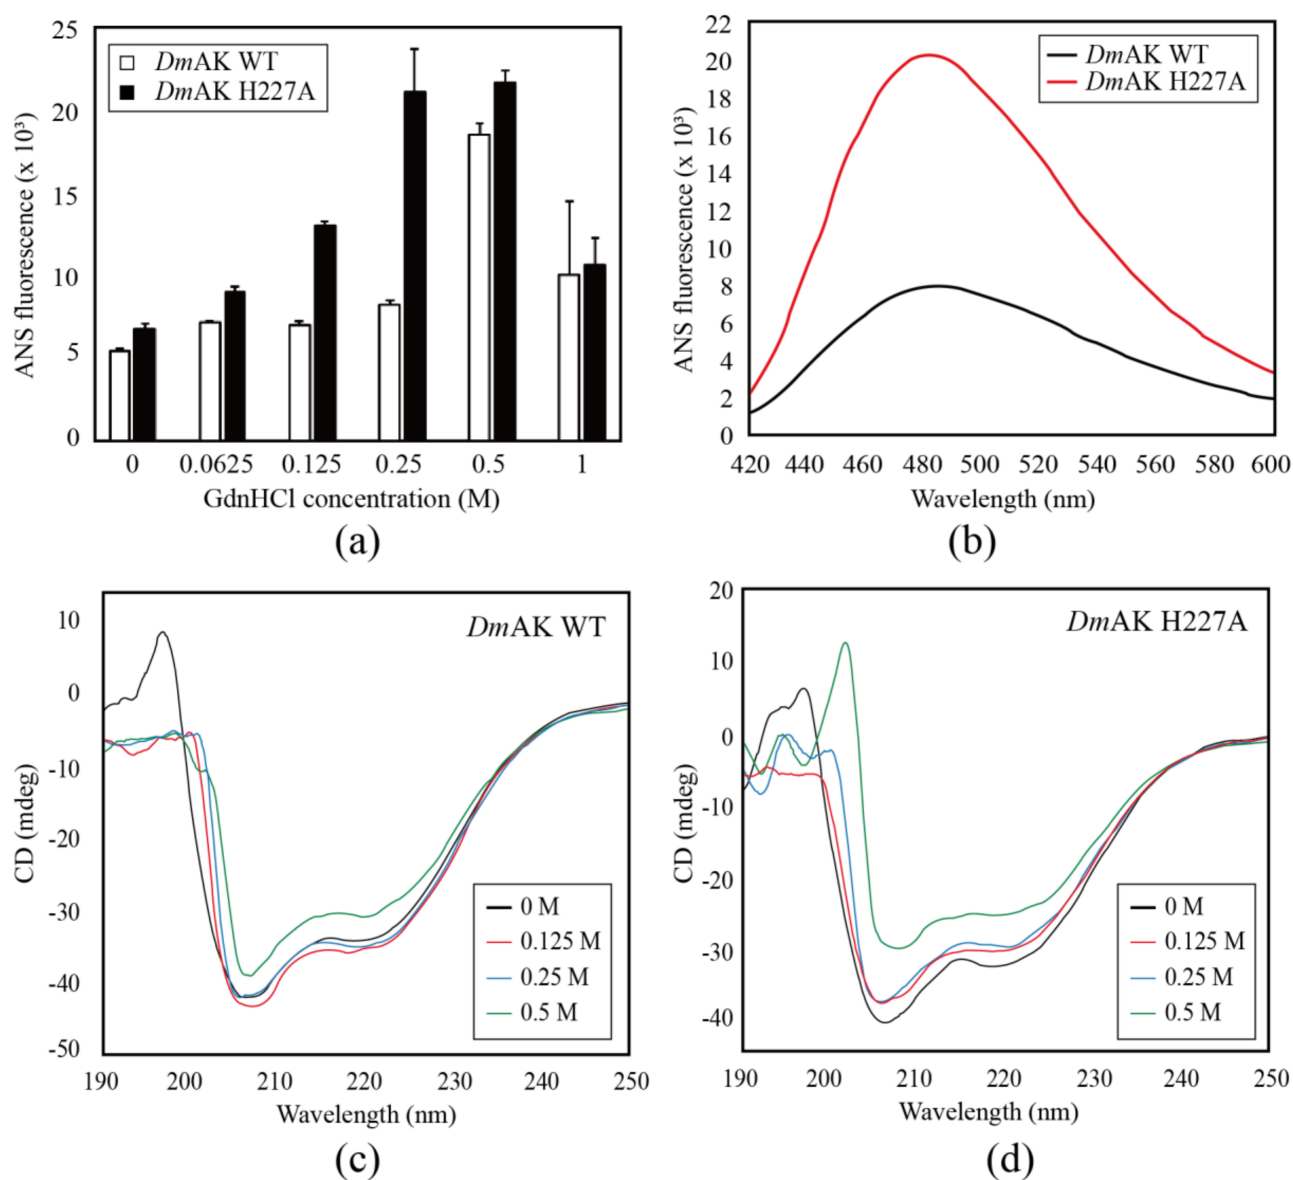 25
20
15
10
5
0
ANS fluorescence (x 10³)
DmAK WT
DmAK H227A
0 0.0625 0.125 0.25 0.5 1
GdnHCl concentration (M)
(a)
22
20
18
16
14
12
10
8
6
4
2
0
ANS fluorescence (x 10³)
DmAK WT
DmAK H227A
420 440 460 480 500 520 540 560 580 600
Wavelength (nm)
(b)
10
0
-10
-20
-30
-40
-50
CD (mdeg)
DmAK WT
0 M
0.125 M
0.25 M
0.5 M
190 200 210 220 230 240 250
Wavelength (nm)
(c)
20
10
0
-10
-20
-30
-40
CD (mdeg)
DmAK H227A
0 M
0.125 M
0.25 M
0.5 M
190 200 210 220 230 240 250
Wavelength (nm)
(d)